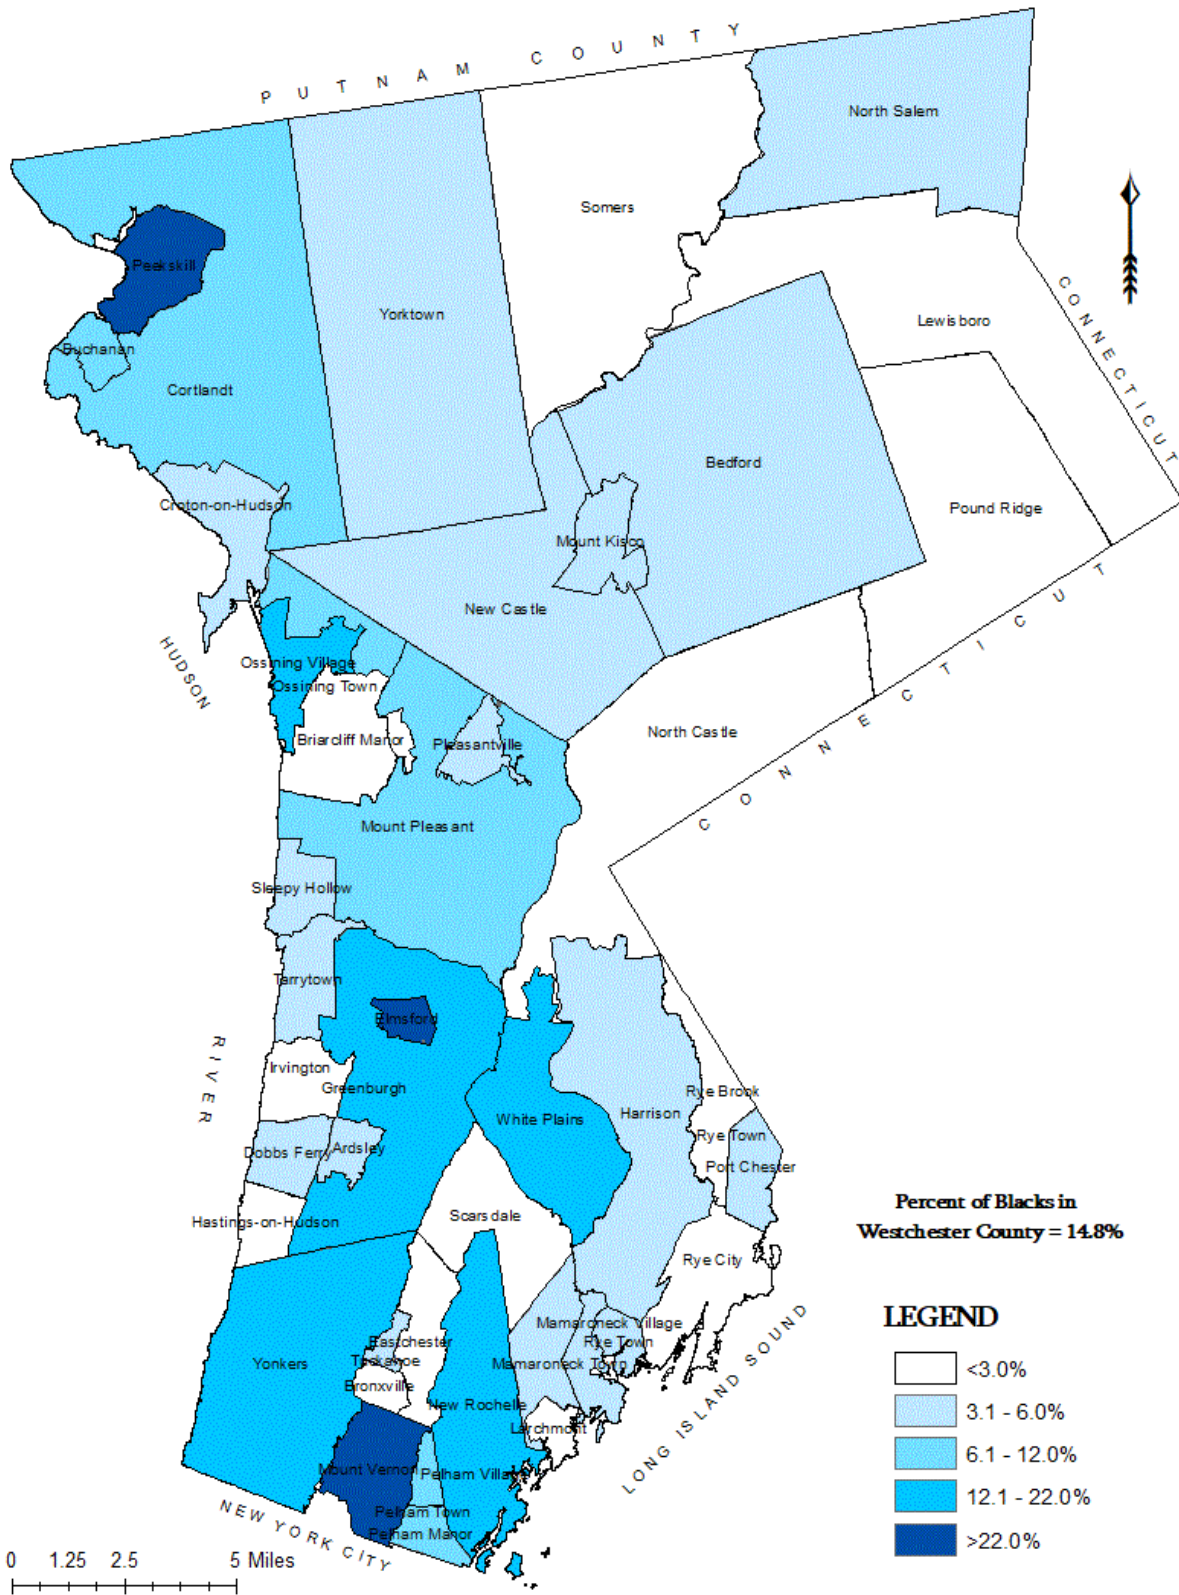 PUTNAM COUNTY
North Salem
Somers
Peekskill
Yorktown
Lewisboro
CONNECTICUT
Buchanan
Cortlandt
Bedford
Croton-on-Hudson
Pound Ridge
Mount Kisco
New Castle
CONNECTICUT
HUDSON
Ossining Village
Ossining Town
Briarcliff Manor
Pleasantville
North Castle
Mount Pleasant
Sleepy Hollow
Tarrytown
Elmsford
RIVER
Irvington
Greenburgh
White Plains
Harrison
Rye Brook
Rye Town
Port Chester
Dobbs Ferry
Ardsley
Hastings-on-Hudson
Scarsdale
Rye City
Percent of Blacks in
Westchester County = 14.8%
Mamaroneck Village
Rye Town
Eastchester
Tuckahoe
Mamaroneck Town
Yonkers
Bronxville
New Rochelle
Larchmont
LONG ISLAND SOUND
Mount Vernon
Pelham Village
Pelham Town
Pelham Manor
NEW YORK CITY
LEGEND
<3.0%
3.1 - 6.0%
6.1 - 12.0%
12.1 - 22.0%
>22.0%
0 1.25 2.5 5 Miles